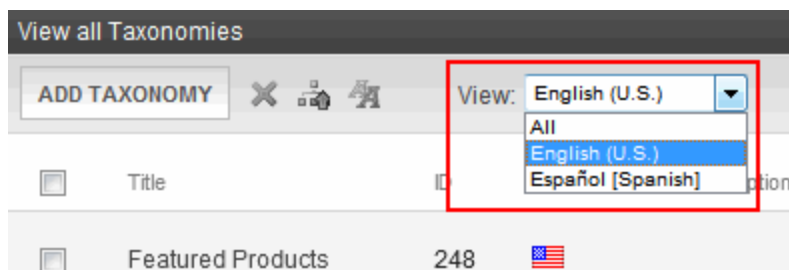 View all Taxonomies
ADD TAXONOMY View: English (U.S.)
All
English (U.S.)
Español [Spanish]
Title ID
Featured Products 248